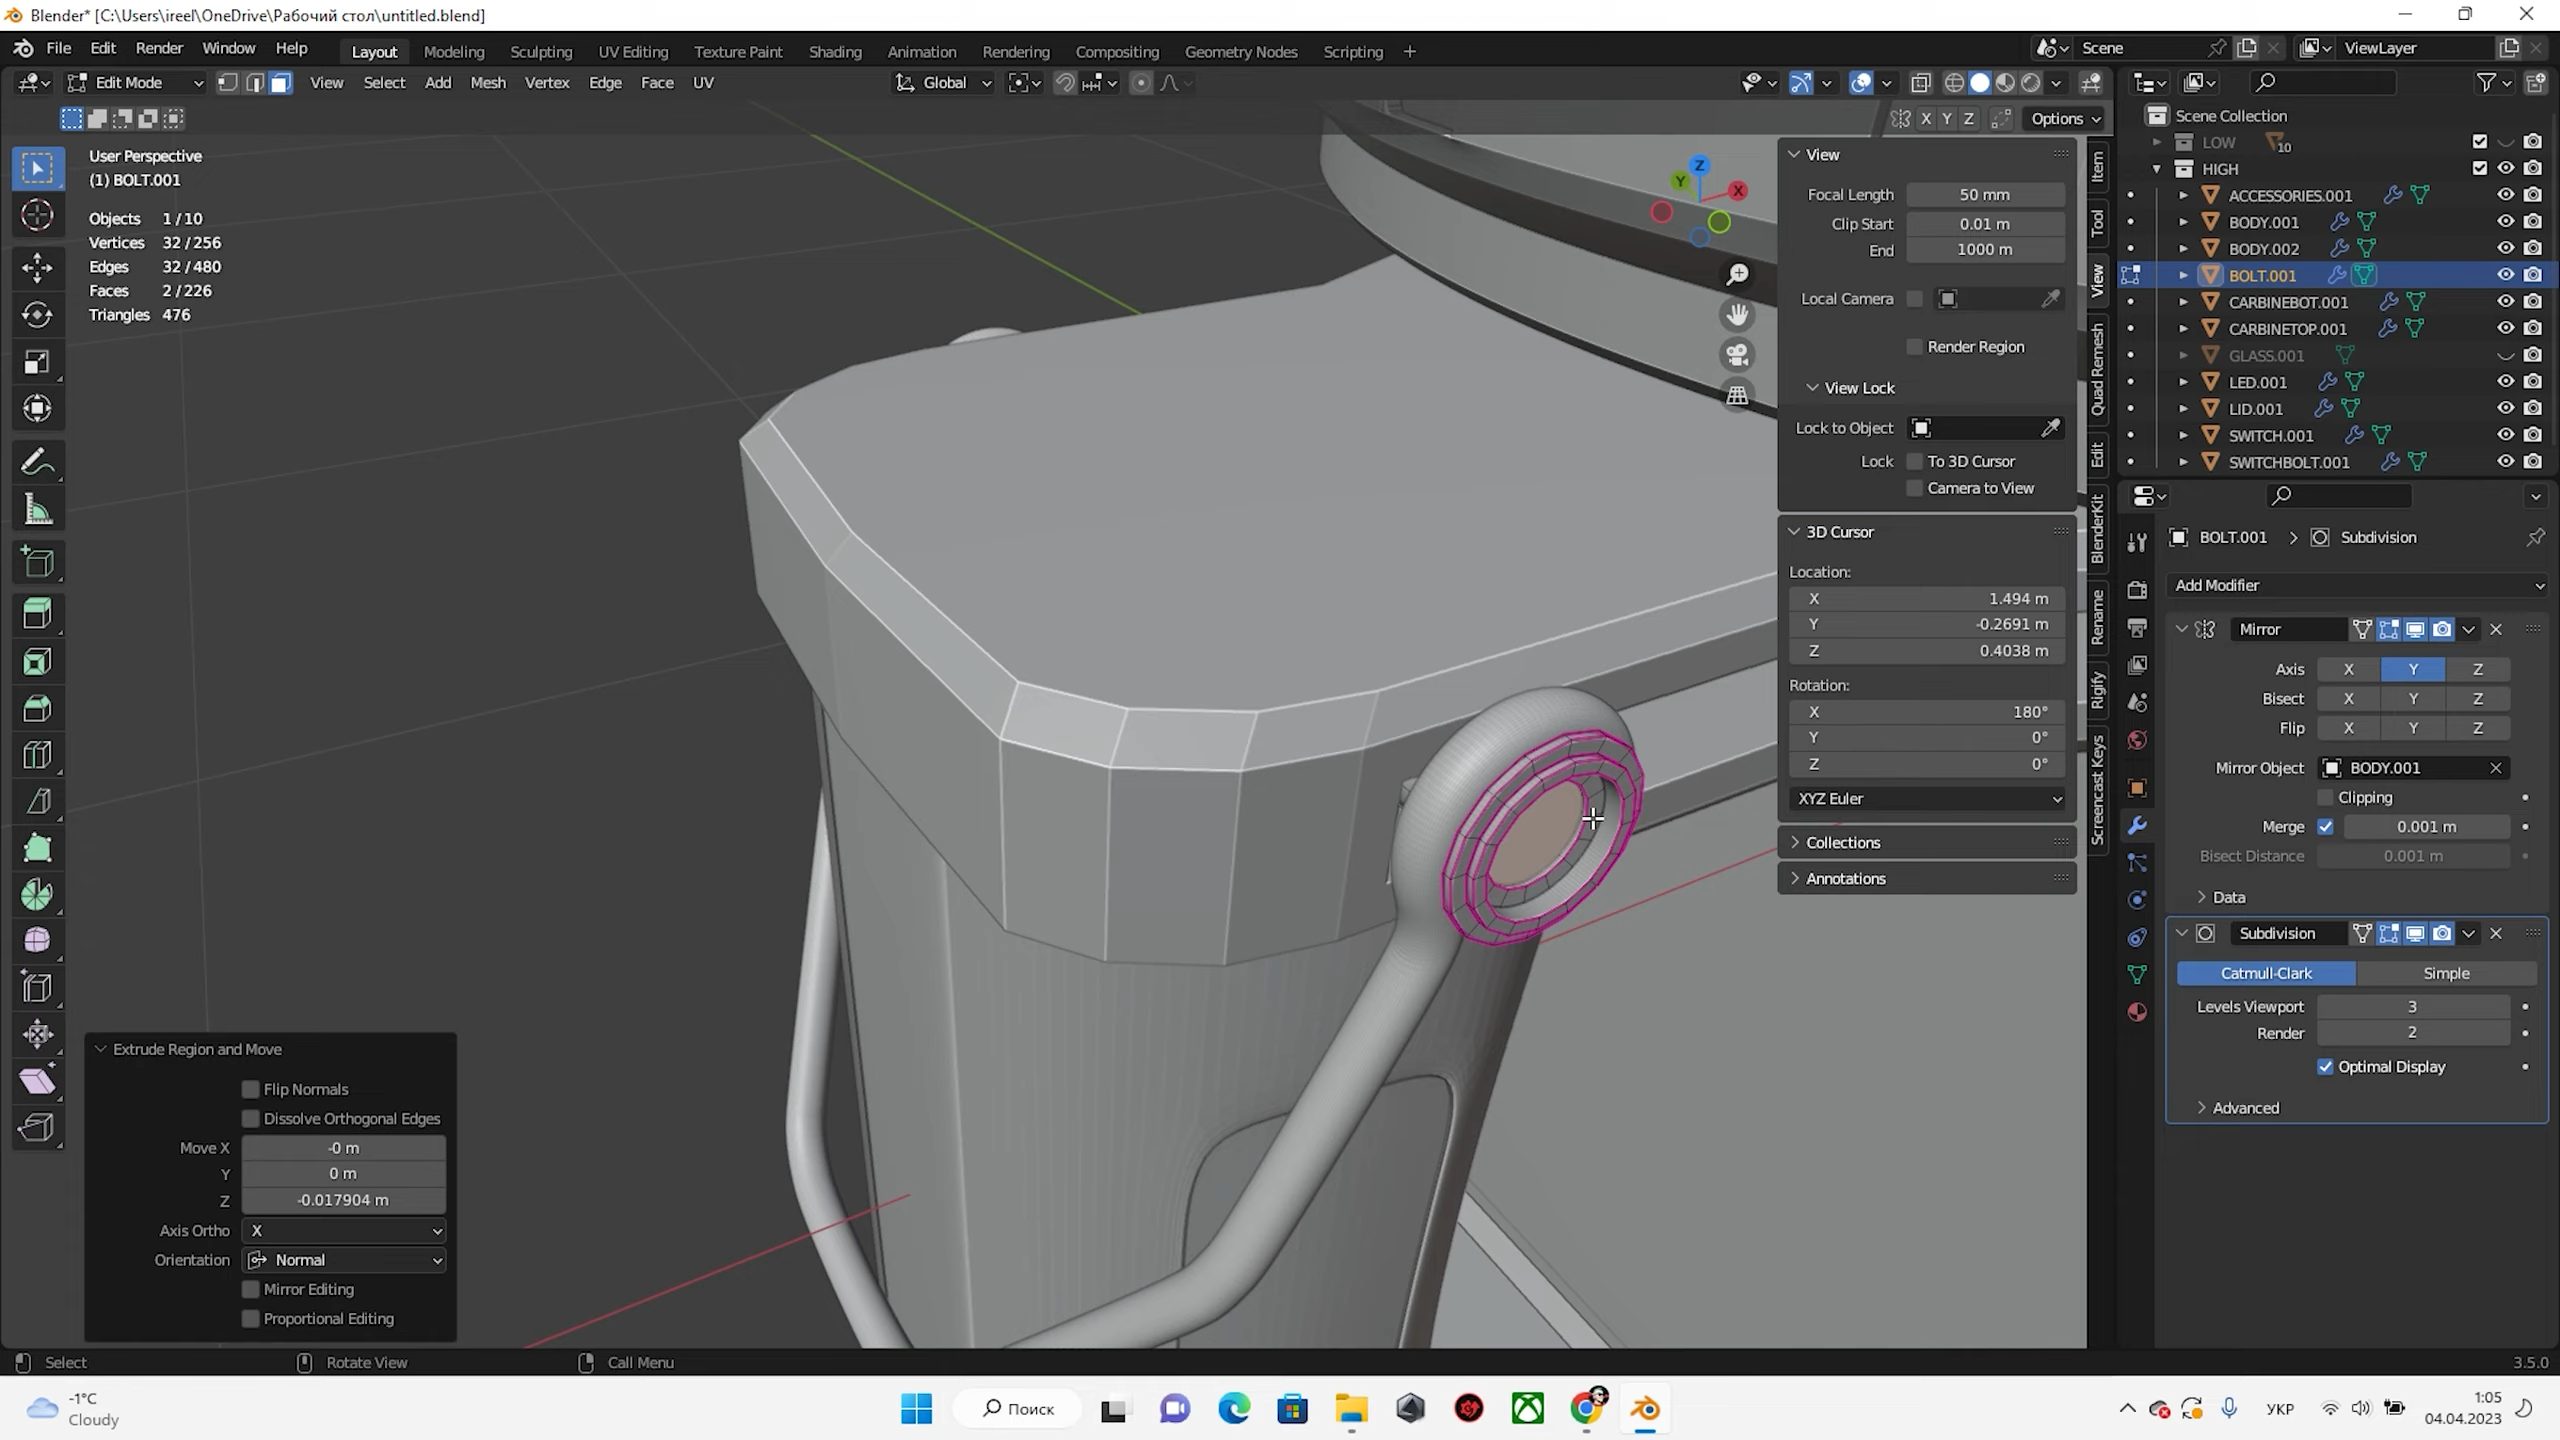 Blender* [C:\Users\ireel\OneDrive\Рабочий стол\untitled.blend]
File Edit Render Window Help Layout Modeling Sculpting UV Editing Texture Paint Shading Animation Rendering Compositing Geometry Nodes Scripting + Scene ViewLayer
Edit Mode View Select Add Mesh Vertex Edge Face UV Global
X Y Z Options
User Perspective
(1) BOLT.001
Objects 1/10
Vertices 32/256
Edges 32/480
Faces 2/226
Triangles 476
Z
Y
X
View
Focal Length 50 mm
Clip Start 0.01 m
End 1000 m
Local Camera
Render Region
View Lock
Lock to Object
Lock To 3D Cursor
Camera to View
3D Cursor
Location:
X 1.494 m
Y -0.2691 m
Z 0.4038 m
Rotation:
X 180°
Y 0°
Z 0°
XYZ Euler
Collections
Annotations
Item
Tool
View
Quad Remesh
Edit
BlenderKit
Rename
Rigify
Screencast Keys
Scene Collection
LOW 10
HIGH
ACCESSORIES.001
BODY.001
BODY.002
BOLT.001
CARBINEBOT.001
CARBINETOP.001
GLASS.001
LED.001
LID.001
SWITCH.001
SWITCHBOLT.001
BOLT.001 Subdivision
Add Modifier
Mirror
Axis X Y Z
Bisect X Y Z
Flip X Y Z
Mirror Object BODY.001
Clipping
Merge 0.001 m
Bisect Distance 0.001 m
Data
Subdivision
Catmull-Clark Simple
Levels Viewport 3
Render 2
Optimal Display
Advanced
Extrude Region and Move
Flip Normals
Dissolve Orthogonal Edges
Move X -0 m
Y 0 m
Z -0.017904 m
Axis Ortho X
Orientation Normal
Mirror Editing
Proportional Editing
Select Rotate View Call Menu 3.5.0
-1°C
Cloudy
Поиск
УКР
1:05
04.04.2023